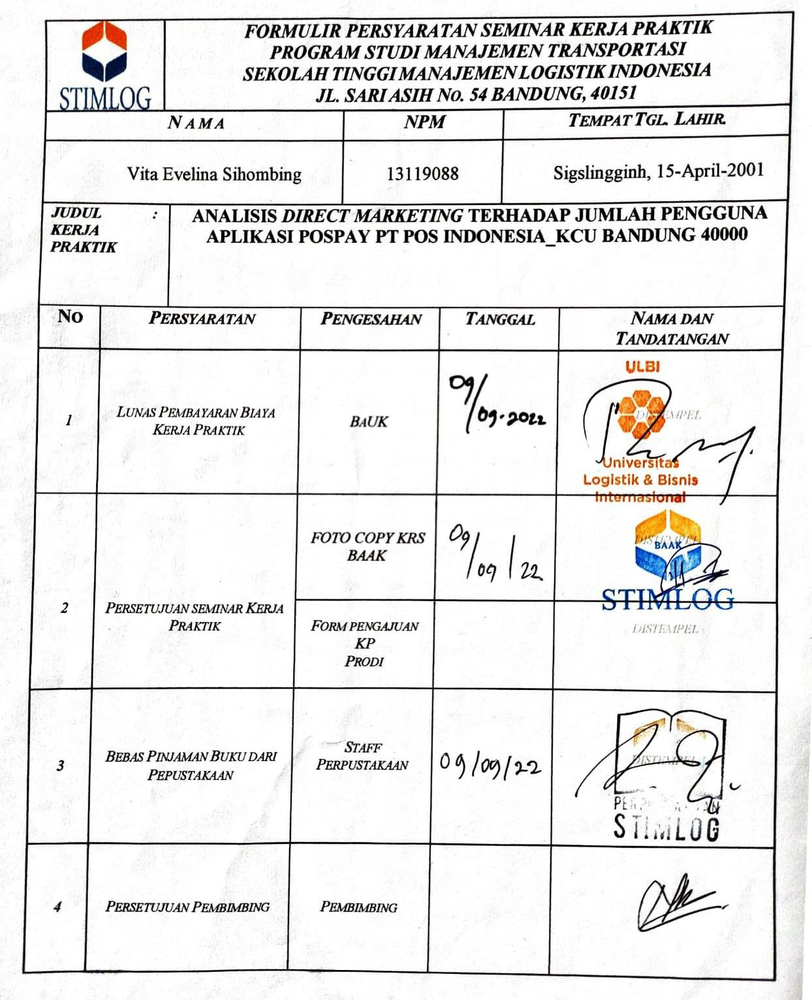 STIMLOG
FORMULIR PERSYARATAN SEMINAR KERJA PRAKTIK
PROGRAM STUDI MANAJEMEN TRANSPORTASI
SEKOLAH TINGGI MANAJEMEN LOGISTIK INDONESIA
JL. SARI ASIH NO. 54 BANDUNG, 40151
NAMA NPM TEMPAT TGL. LAHIR
Vita Evelina Sihombing 13119088 Sigslingginh, 15-April-2001
JUDUL :
KERJA
PRAKTIK
ANALISIS DIRECT MARKETING TERHADAP JUMLAH PENGGUNA
APLIKASI POSPAY PT POS INDONESIA_KCU BANDUNG 40000
NO PERSYARATAN PENGESAHAN TANGGAL NAMA DAN
TANDATANGAN
1 LUNAS PEMBAYARAN BIAYA
KERJA PRAKTIK
BAUK
09/09-2022
ULBI
DISTEMPEL
Universitas
Logistik & Bisnis
Internasional
2 PERSETUJUAN SEMINAR KERJA
PRAKTIK
FOTO COPY KRS
BAAK
09/09/22
DISTEMPEL
BAAK
STIMLOG
FORM PENGAJUAN
KP
PRODI
DISTEMPEL
3 BEBAS PINJAMAN BUKU DARI
PEPUSTAKAAN
STAFF
PERPUSTAKAAN
09/09/22
DISTEMPEL
STIMLOG
4 PERSETUJUAN PEMBIMBING PEMBIMBING